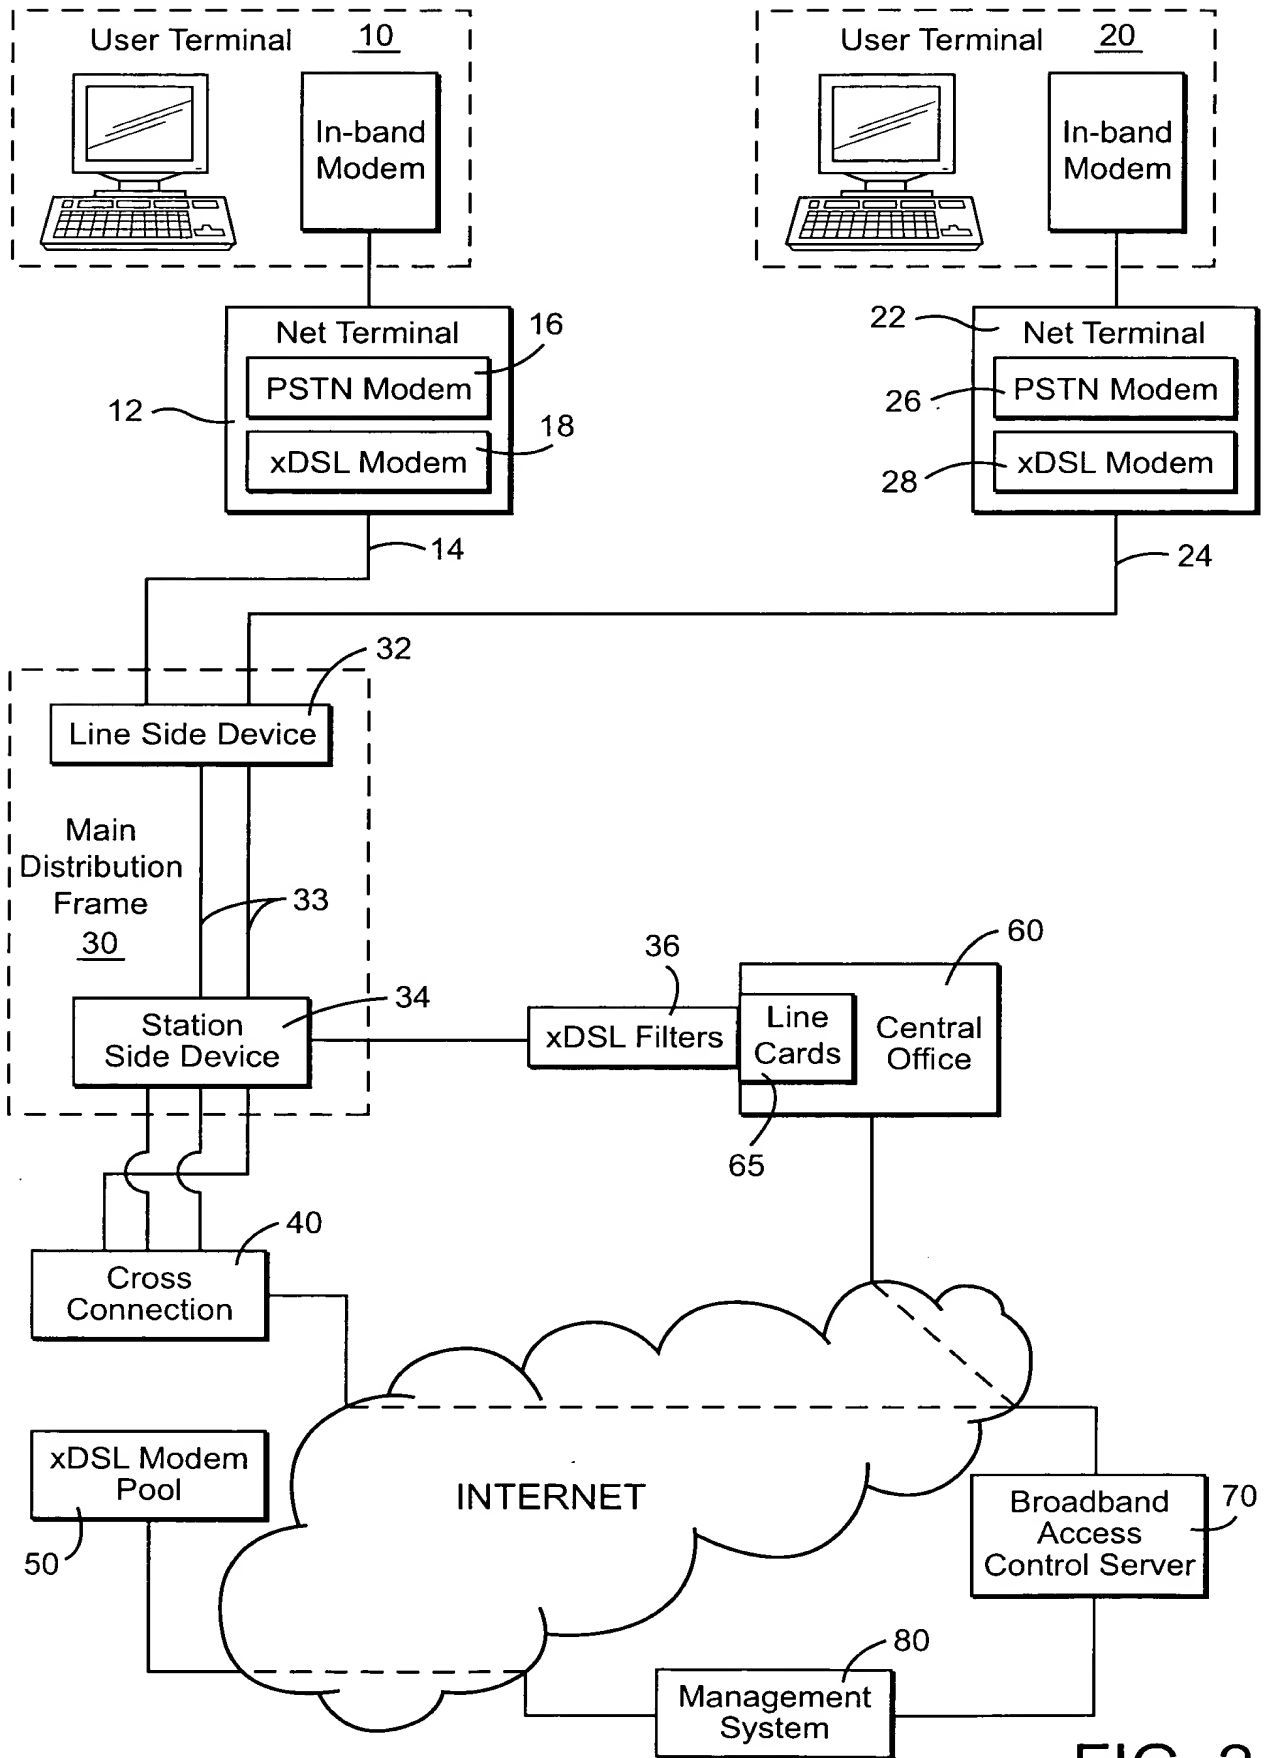 User Terminal 10
In-band
Modem
User Terminal 20
In-band
Modem
Net Terminal
16
PSTN Modem
12
18
xDSL Modem
14
22
Net Terminal
26
PSTN Modem
28
xDSL Modem
24
32
Line Side Device
Main
Distribution
Frame
30
33
34
Station
Side Device
36
xDSL Filters
60
Line
Cards
Central
Office
65
40
Cross
Connection
xDSL Modem
Pool
50
INTERNET
Broadband
Access
Control Server
70
80
Management
System